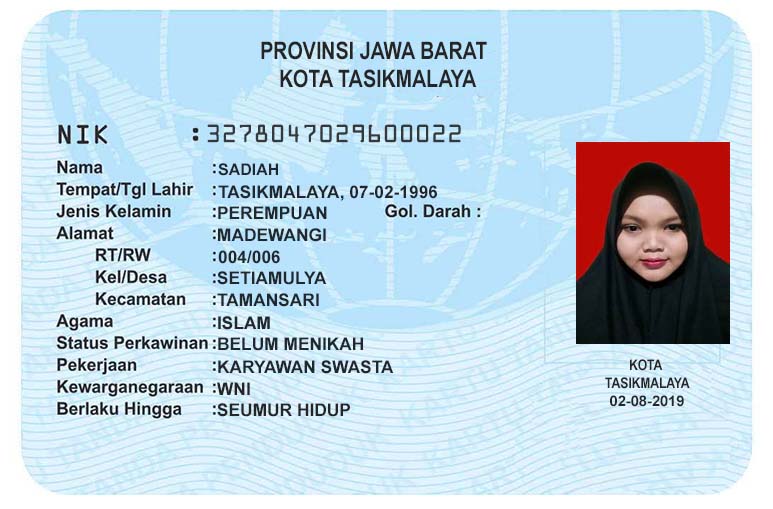 PROVINSI JAWA BARAT
KOTA TASIKMALAYA
NIK :32780470296​00022
Nama :SADIAH
Tempat/Tgl Lahir :TASIKMALAYA, 07-02-1996
Jenis Kelamin :PEREMPUAN Gol. Darah :
Alamat :MADEWANGI
RT/RW :004/006
Kel/Desa :SETIAMULYA
Kecamatan :TAMANSARI
Agama :ISLAM
Status Perkawinan :BELUM MENIKAH
Pekerjaan :KARYAWAN SWASTA
Kewarganegaraan :WNI
Berlaku Hingga :SEUMUR HIDUP
KOTA
TASIKMALAYA
02-08-2019